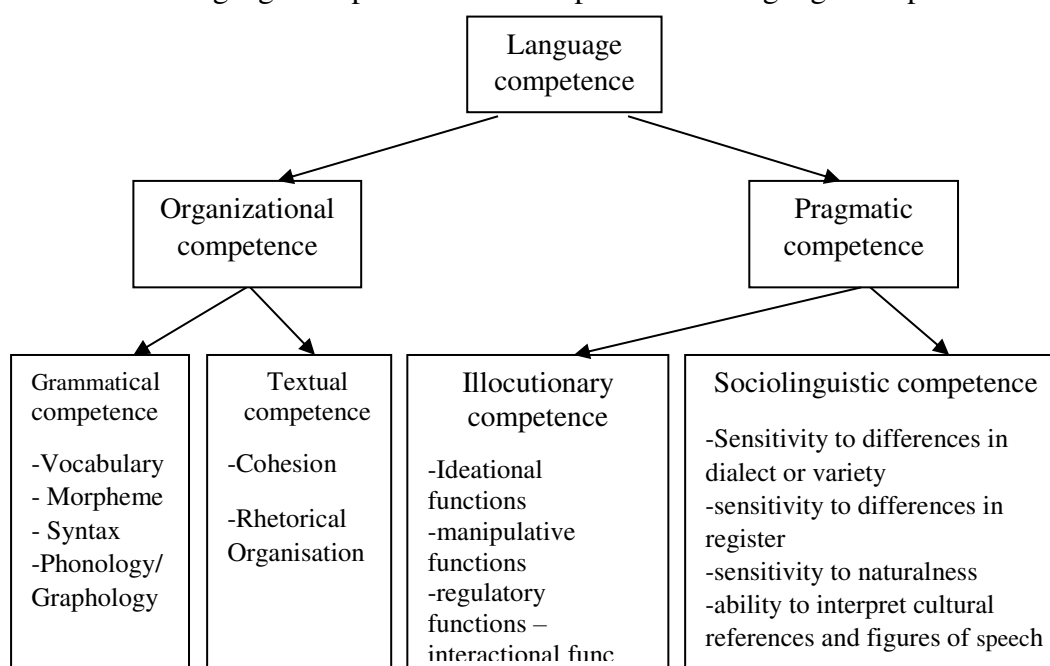 Language
competence
Organizational
competence
Pragmatic
competence
Grammatical
competence
-Vocabulary
- Morpheme
- Syntax
-Phonology/
Graphology
Textual
competence
-Cohesion
-Rhetorical
Organisation
Illocutionary
competence
-Ideational
functions
-manipulative
functions
-regulatory
functions –
interactional func
Sociolinguistic competence
-Sensitivity to differences in
dialect or variety
-sensitivity to differences in
register
-sensitivity to naturalness
-ability to interpret cultural
references and figures of speech